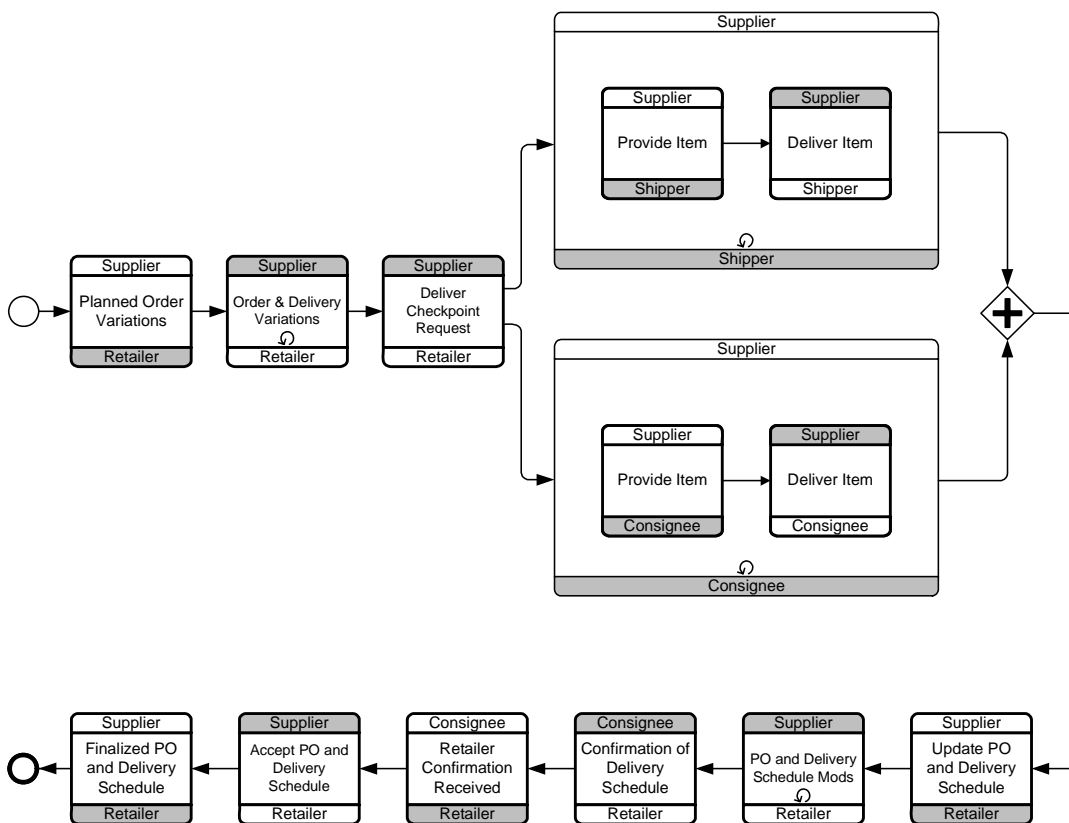 Supplier
Planned Order
Variations
Retailer
Supplier
Order & Delivery
Variations
Retailer
Supplier
Deliver
Checkpoint
Request
Retailer
Supplier
Supplier
Provide Item
Shipper
Supplier
Deliver Item
Shipper
Shipper
Supplier
Supplier
Provide Item
Consignee
Supplier
Deliver Item
Consignee
Consignee
Supplier
Finalized PO
and Delivery
Schedule
Retailer
Supplier
Accept PO and
Delivery
Schedule
Retailer
Consignee
Retailer
Confirmation
Received
Retailer
Consignee
Confirmation of
Delivery
Schedule
Retailer
Supplier
PO and Delivery
Schedule Mods
Retailer
Supplier
Update PO
and Delivery
Schedule
Retailer